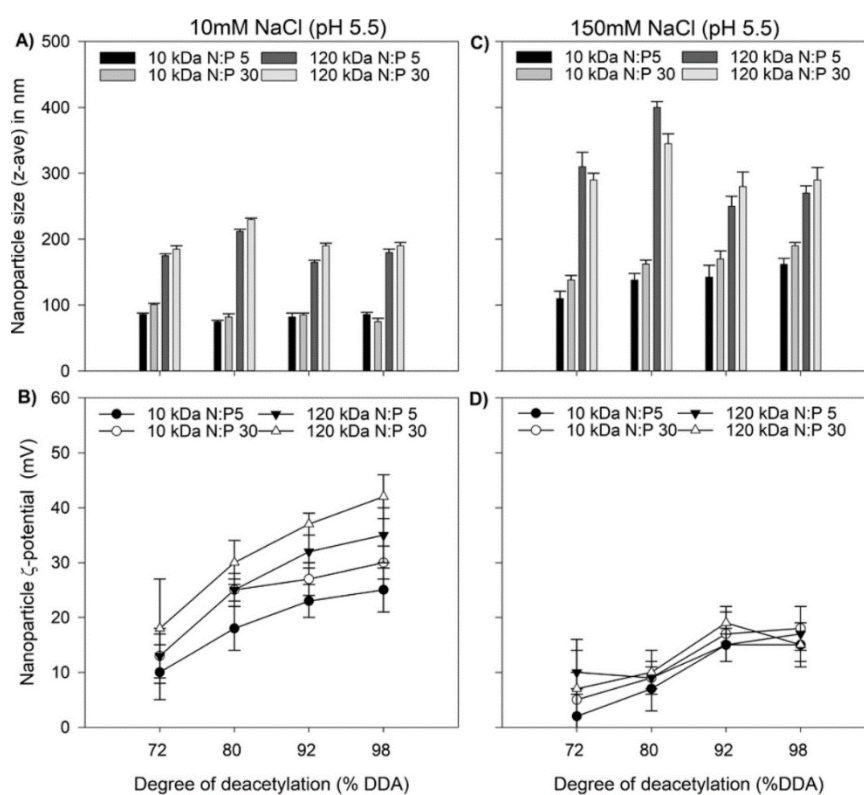 10mM NaCl (pH 5.5)
A)
Nanoparticle size (z-ave) in nm
500
400
300
200
100
0
10 kDa N:P 5
10 kDa N:P 30
120 kDa N:P 5
120 kDa N:P 30
150mM NaCl (pH 5.5)
C)
10 kDa N:P5
10 kDa N:P 30
120 kDa N:P 5
120 kDa N:P 30
B)
Nanoparticle ζ-potential (mV)
60
50
40
30
20
10
0
10 kDa N:P5
10 kDa N:P 30
120 kDa N:P 5
120 kDa N:P 30
72 80 92 98
Degree of deacetylation (% DDA)
D)
10 kDa N:P5
10 kDa N:P 30
120 kDa N:P 5
120 kDa N:P 30
72 80 92 98
Degree of deacetylation (%DDA)